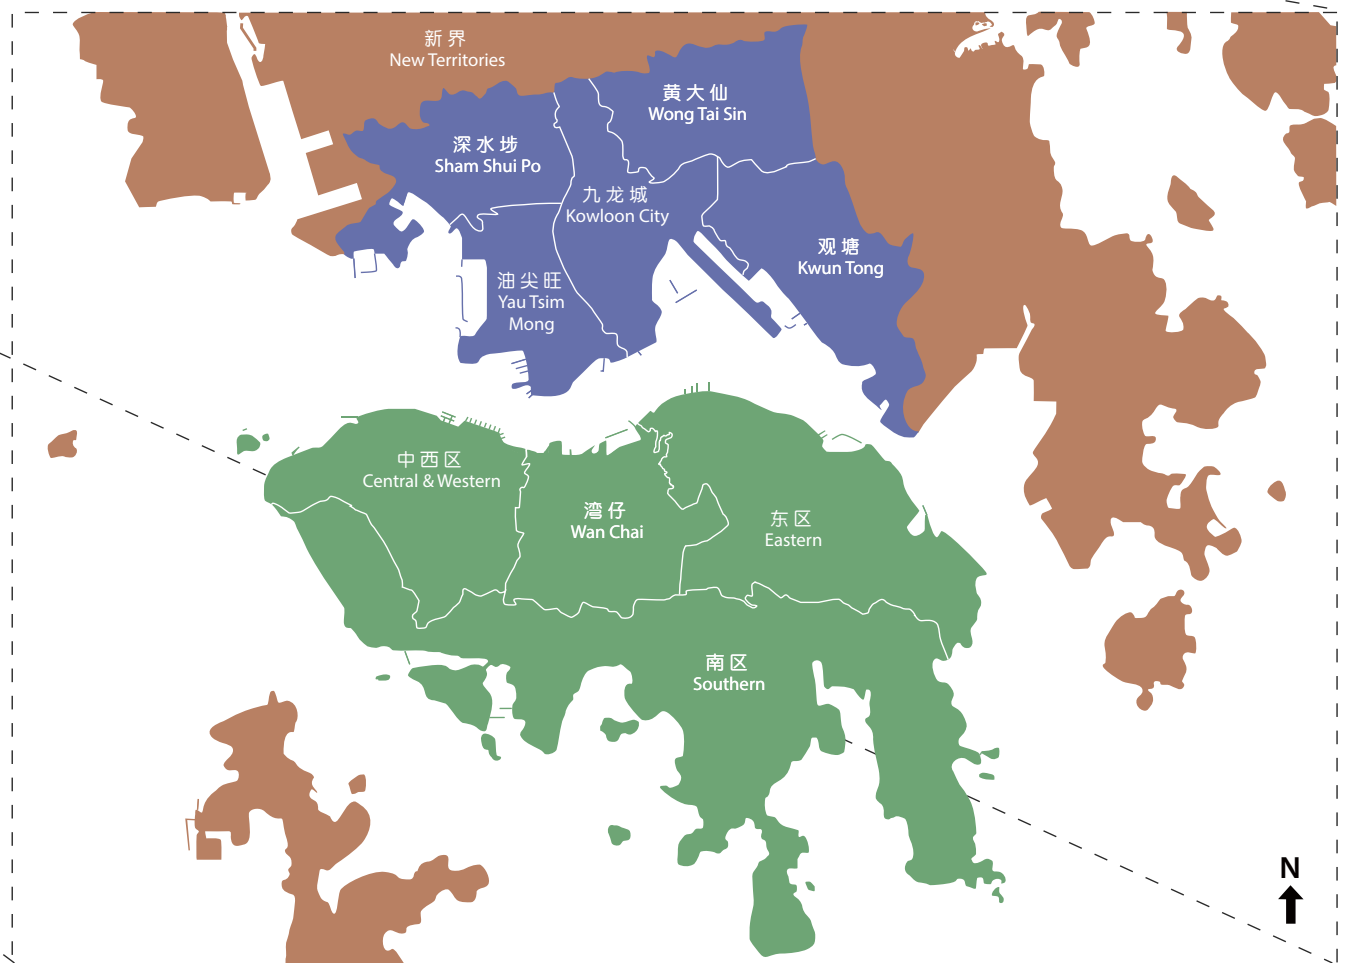 新界
New Territories
黄大仙
Wong Tai Sin
深水埗
Sham Shui Po
九龙城
Kowloon City
观塘
Kwun Tong
油尖旺
Yau Tsim
Mong
中西区
Central & Western
湾仔
Wan Chai
东区
Eastern
南区
Southern
N